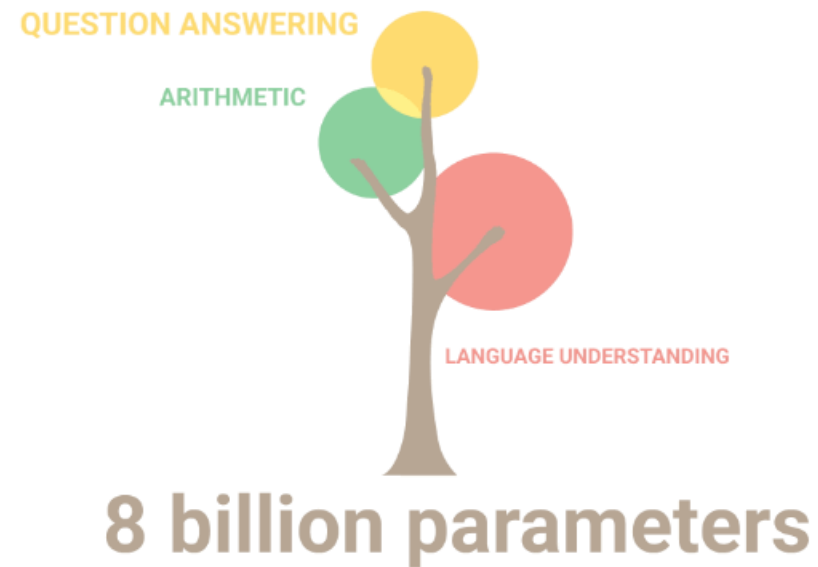 QUESTION ANSWERING
ARITHMETIC
LANGUAGE UNDERSTANDING
8 billion parameters